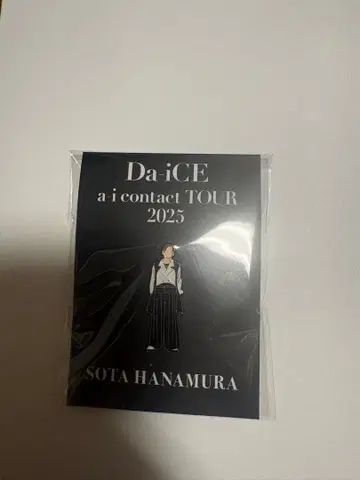 Da-iCE
a-i contact TOUR
2025
SOTA HANAMURA